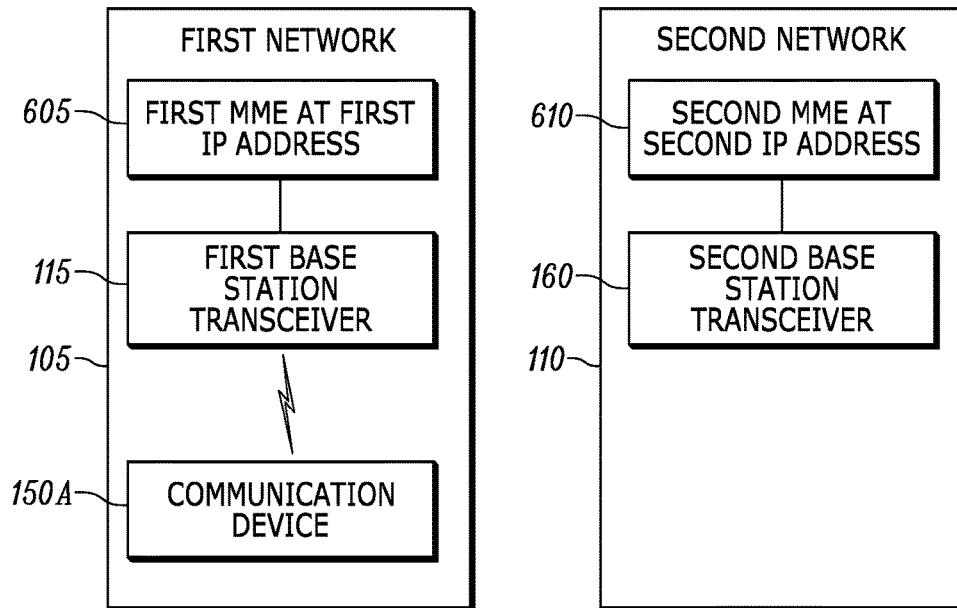 FIRST NETWORK
605
FIRST MME AT FIRST
IP ADDRESS
115
FIRST BASE
STATION
TRANSCEIVER
105
150A
COMMUNICATION
DEVICE
SECOND NETWORK
610
SECOND MME AT
SECOND IP ADDRESS
160
SECOND BASE
STATION
TRANSCEIVER
110